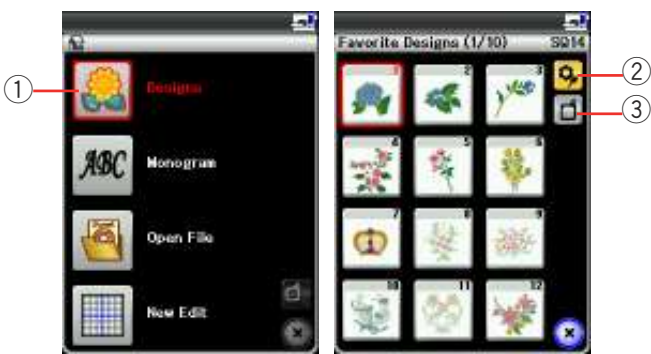 ①
Designs
ABC
Monogram
Open File
New Edit
Favorite Designs (1/10) SQ14
1 2 3
4 5 6
7 8 9
10 11 12
②
③